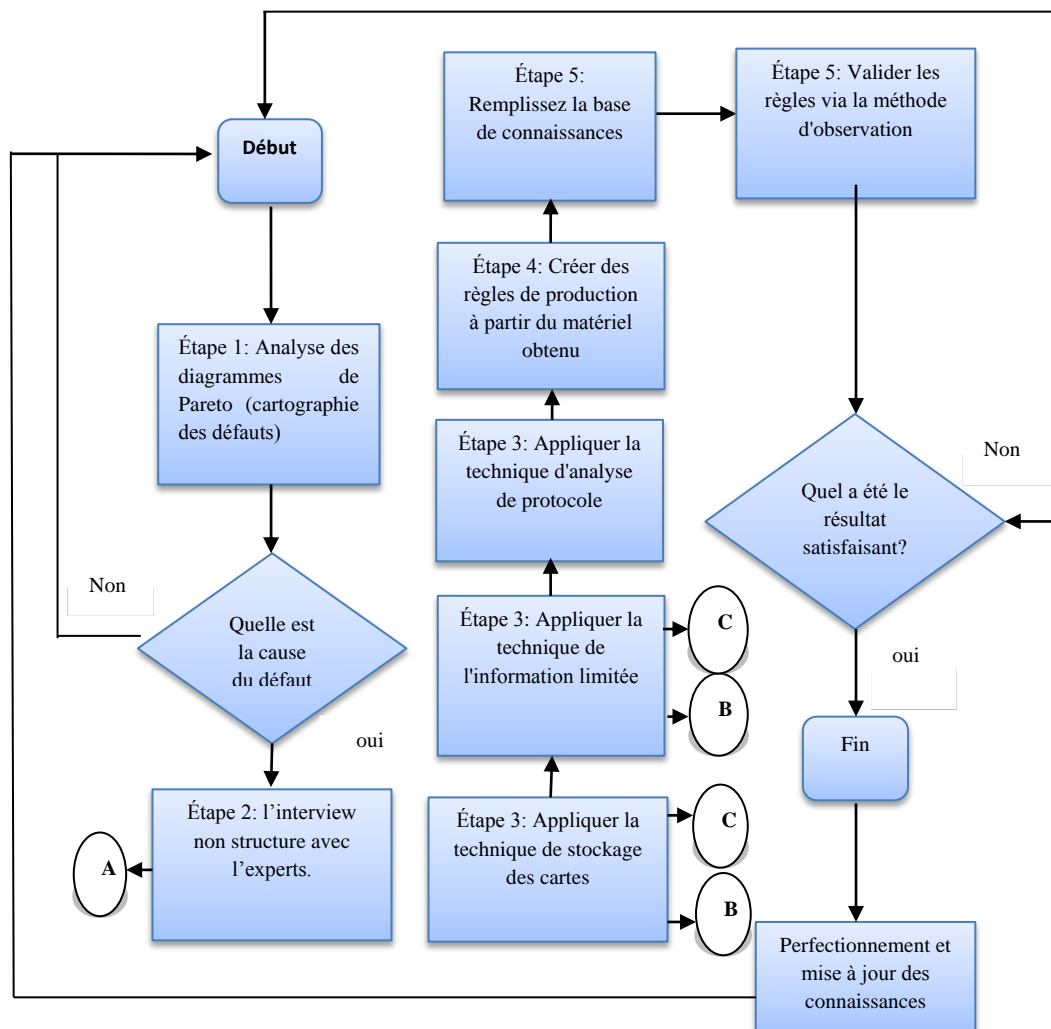 Début
Étape 1: Analyse des
diagrammes de
Pareto (cartographie
des défauts)
Non
Quelle est
la cause
du défaut
oui
Étape 2: l’interview
non structure avec
l’experts.
A
Étape 5:
Remplissez la base
de connaissances
Étape 4: Créer des
règles de production
à partir du matériel
obtenu
Étape 3: Appliquer la
technique d'analyse
de protocole
Étape 3: Appliquer la
technique de
l'information limitée
C
B
Étape 3: Appliquer la
technique de stockage
des cartes
C
B
Étape 5: Valider les
règles via la méthode
d'observation
Non
Quel a été le
résultat
satisfaisant?
oui
Fin
Perfectionnement et
mise à jour des
connaissances